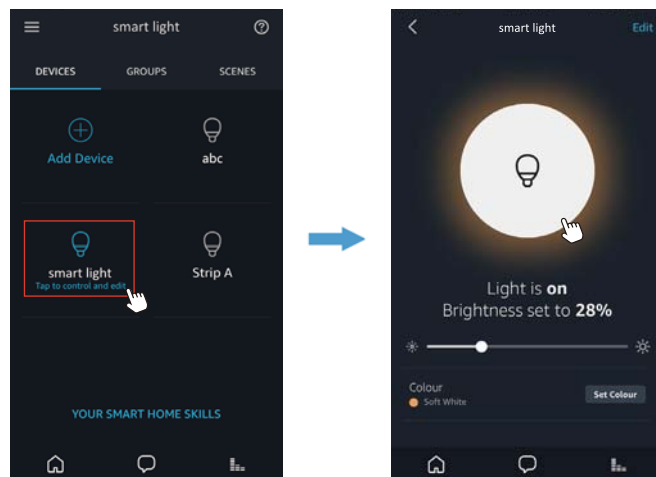 smart light
DEVICES GROUPS SCENES
Add Device
abc
smart light
Tap to control and edit
Strip A
YOUR SMART HOME SKILLS
smart light
Edit
Light is on
Brightness set to 28%
Colour
Soft White
Set Colour